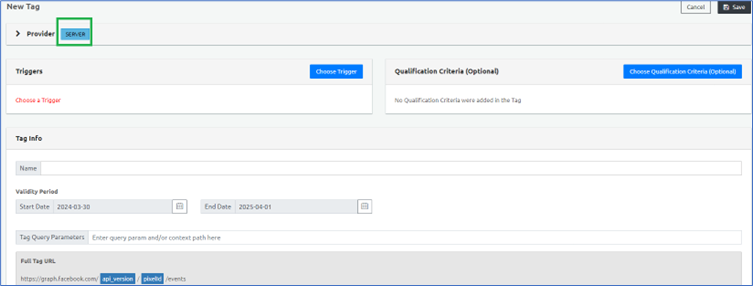 New Tag
Cancel
Save
Provider SERVER
Triggers
Choose Trigger
Choose a Trigger
Qualification Criteria (Optional)
Choose Qualification Criteria (Optional)
No Qualification Criteria were added in the Tag
Tag Info
Name
Validity Period
Start Date 2024-03-30
End Date 2025-04-01
Tag Query Parameters Enter query param and/or context path here
Full Tag URL
https://graph.facebook.com/ api_version / pixelId /events